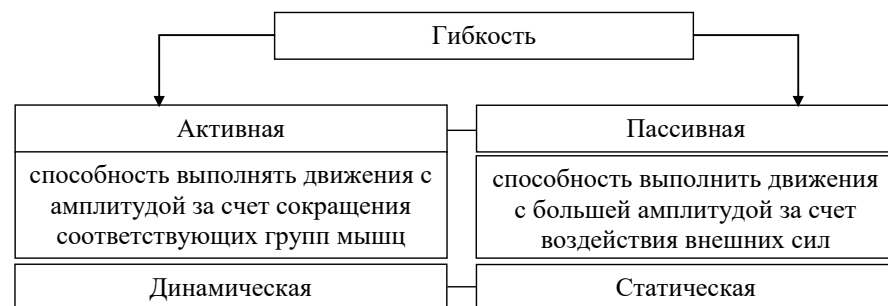 Гибкость
Активная
Пассивная
способность выполнять движения с
амплитудой за счет сокращения
соответствующих групп мышц
способность выполнить движения
с большей амплитудой за счет
воздействия внешних сил
Динамическая
Статическая